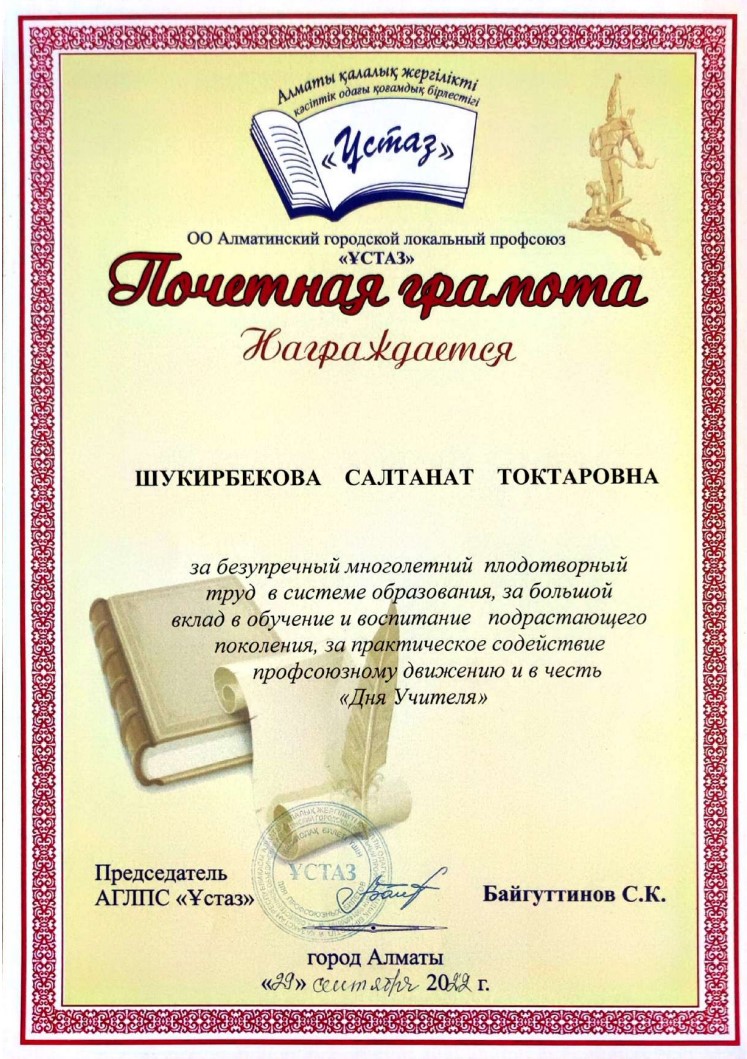 Алматы қалалық жергілікті
кәсіптік одағы қоғамдық бірлестігі
«Ұстаз»
ОО Алматинский городской локальный профсоюз
«ҰСТАЗ»
Почетная грамота
Награждается
ШУКИРБЕКОВА САЛТАНАТ ТОКТАРОВНА
за безупречный многолетний плодотворный
труд в системе образования, за большой
вклад в обучение и воспитание подрастающего
поколения, за практическое содействие
профсоюзному движению и в честь
«Дня Учителя»
ҰСТАЗ
Председатель
АГЛПС «Ұстаз»
Байгуттинов С.К.
город Алматы
«29» сентября 2022 г.